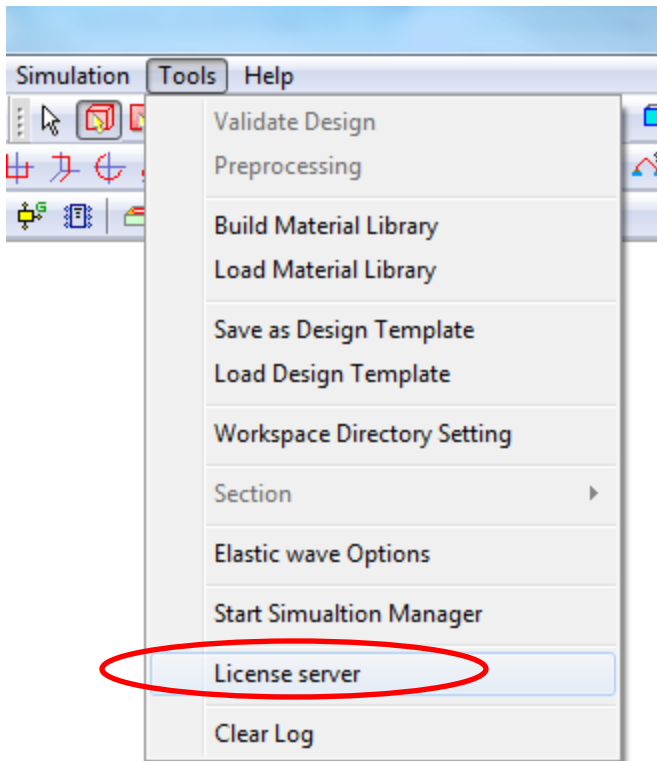 Simulation Tools Help
Validate Design
Preprocessing
G
Build Material Library
Load Material Library
Save as Design Template
Load Design Template
Workspace Directory Setting
Section
Elastic wave Options
Start Simualtion Manager
License server
Clear Log